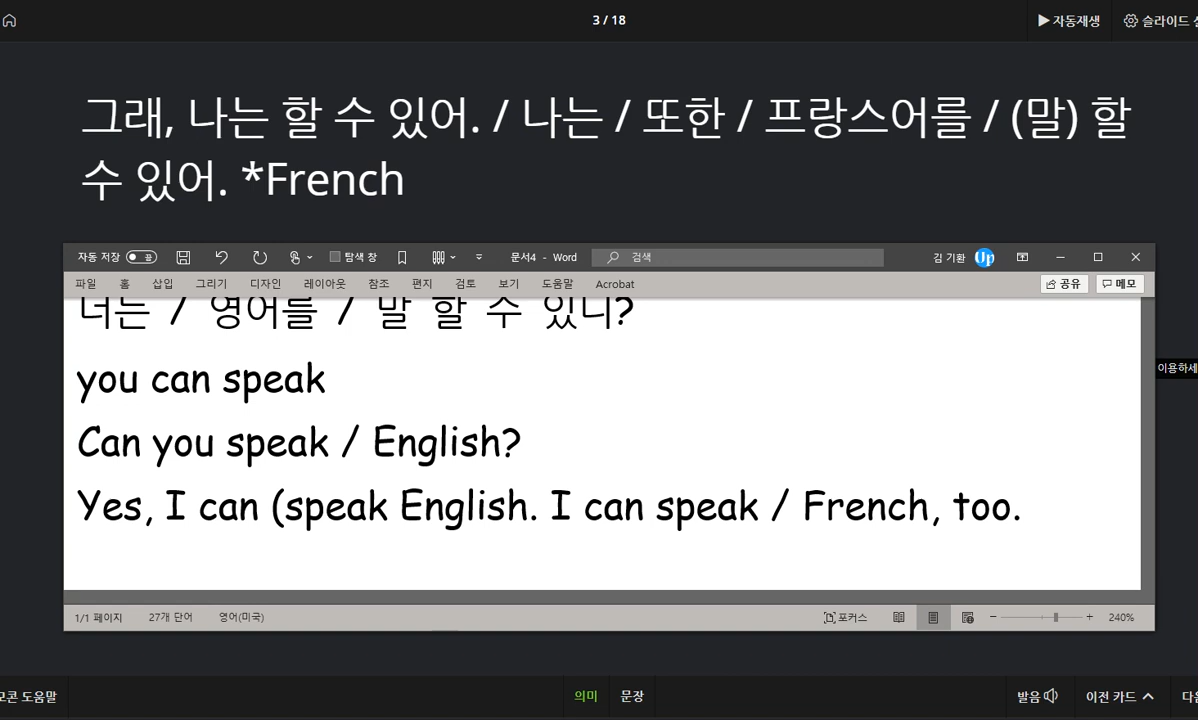 3 / 18
자동재생
슬라이드
그래, 나는 할 수 있어. / 나는 / 또한 / 프랑스어를 / (말) 할
수 있어. *French
자동 저장 끔 탐색 창 문서4 - Word 검색 김 기환 Up
파일 홈 삽입 그리기 디자인 레이아웃 참조 편지 검토 보기 도움말 Acrobat 공유 메모
너는 / 영어를 / 말 할 수 있니?
you can speak
이용하세
Can you speak / English?
Yes, I can (speak English. I can speak / French, too.
1/1 페이지 27개 단어 영어(미국) 포커스 240%
도움말 의미 문장 발음 이전 카드